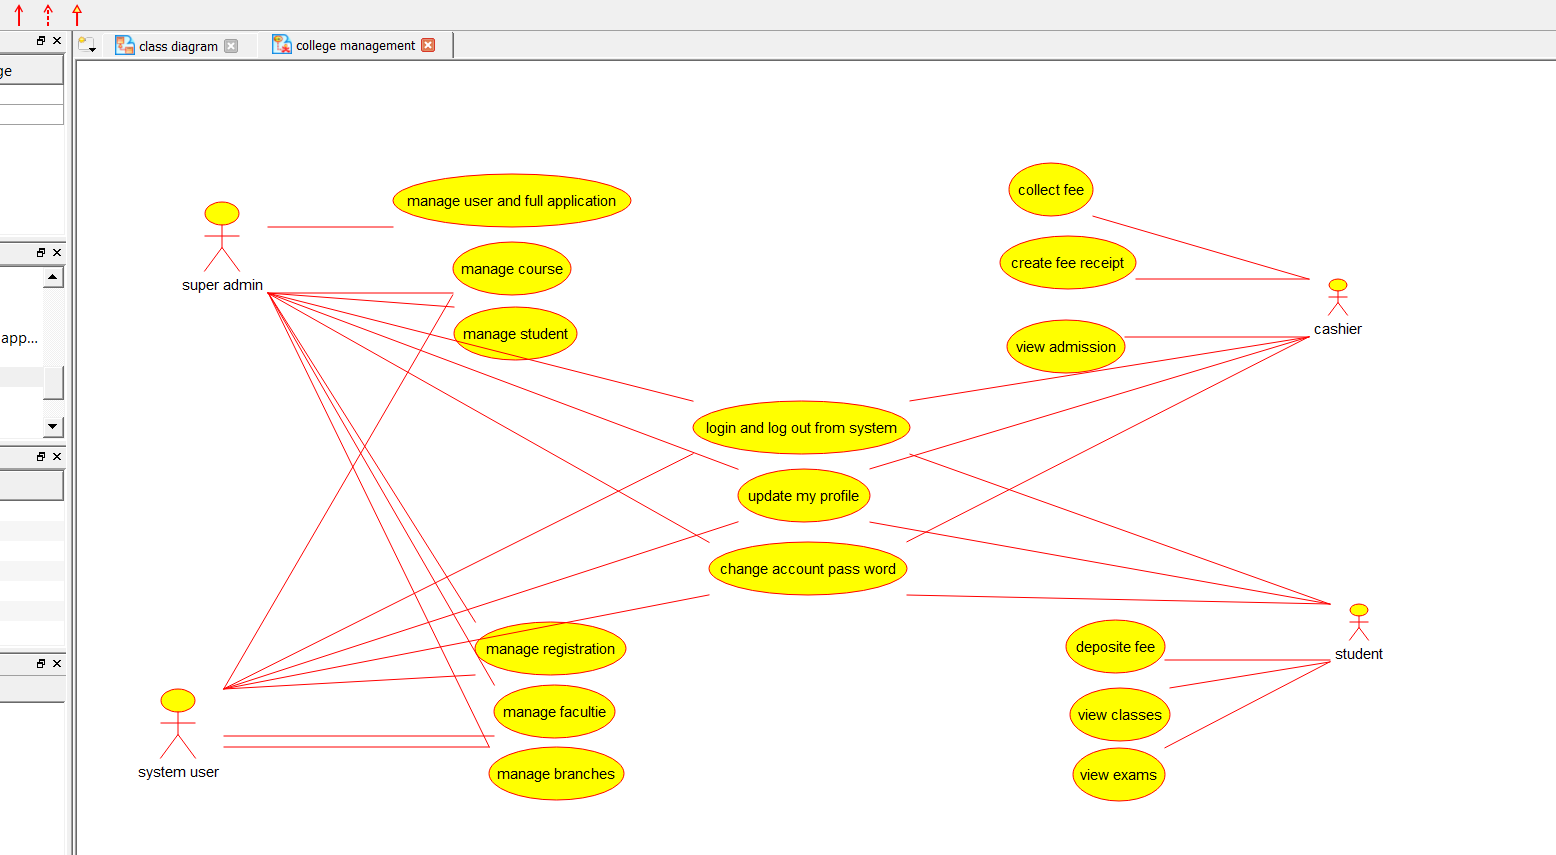 class diagram
college management
ge
app...
manage user and full application
collect fee
create fee receipt
manage course
super admin
manage student
cashier
view admission
login and log out from system
update my profile
change account pass word
manage registration
deposite fee
student
manage facultie
view classes
system user
manage branches
view exams